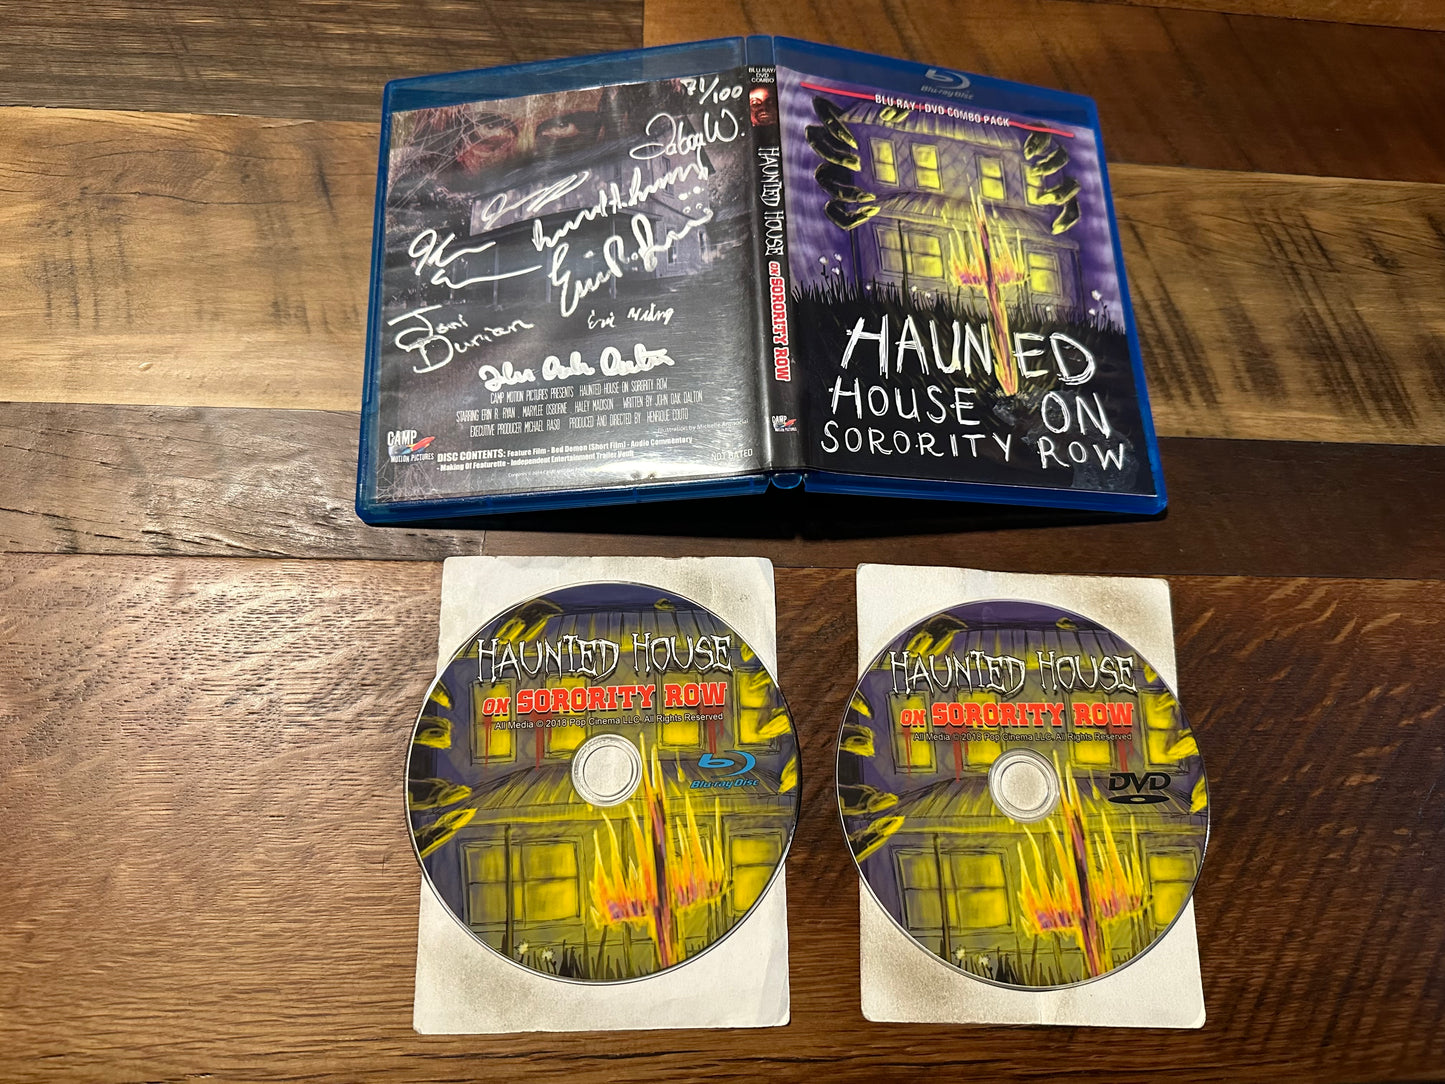 71/100
Joni
Durian
CAMP MOTION PICTURES PRESENTS HAUNTED HOUSE ON SORORITY ROW
STARRING ERIN R. RYAN MARYLEE OSBORNE HALEY MADISON WRITTEN BY JOHN OAK DALTON
EXECUTIVE PRODUCER MICHAEL RASO PRODUCED AND DIRECTED BY HENRIQUE COUTO
CAMP
MOTION PICTURES
DISC CONTENTS: Feature Film - Bed Demon (Short Film) - Audio Commentary
- Making Of Featurette - Independent Entertainment Trailer Vault
NOT RATED
BLU RAY/
DVD
COMBO
HAUNTED HOUSE ON SORORITY ROW
CAMP
MOTION PICTURES
Blu-ray Disc
BLU RAY | DVD COMBO PACK
HAUNTED
HOUSE ON
SORORITY ROW
HAUNTED HOUSE
ON SORORITY ROW
All Media © 2018 Pop Cinema LLC. All Rights Reserved
Blu-ray Disc
HAUNTED HOUSE
ON SORORITY ROW
All Media © 2018 Pop Cinema LLC. All Rights Reserved
DVD